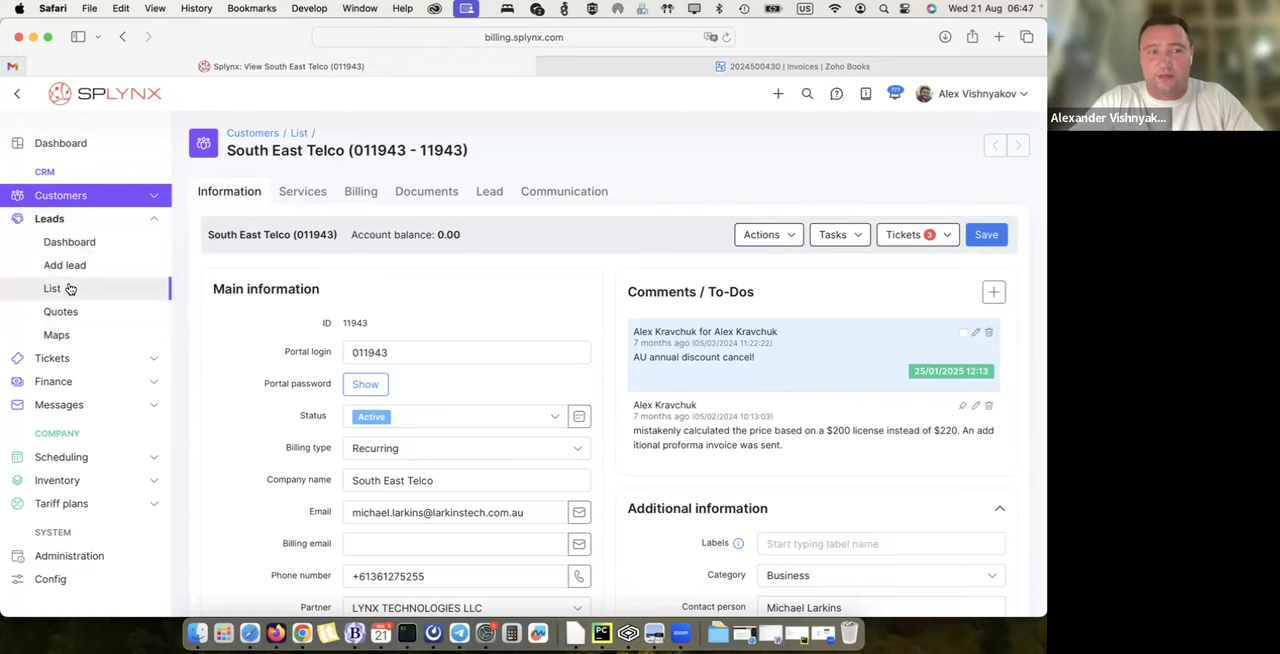 Safari File Edit View History Bookmarks Develop Window Help US Wed 21 Aug 06:47
billing.splynx.com
Splynx: View South East Telco (011943)
2024500430 | Invoices | Zoho Books
SPLYNX
777
Alex Vishnyakov
Alexander Vishnyak...
Dashboard
CRM
Customers
Leads
Dashboard
Add lead
List
Quotes
Maps
Tickets
Finance
Messages
COMPANY
Scheduling
Inventory
Tariff plans
SYSTEM
Administration
Config
Customers / List /
South East Telco (011943 - 11943)
Information Services Billing Documents Lead Communication
South East Telco (011943) Account balance: 0.00 Actions Tasks Tickets 3 Save
Main information
ID 11943
Portal login 011943
Portal password Show
Status Active
Billing type Recurring
Company name South East Telco
Email michael.larkins@larkinstech.com.au
Billing email
Phone number +61361275255
Partner LYNX TECHNOLOGIES LLC
Comments / To-Dos
Alex Kravchuk for Alex Kravchuk
7 months ago (05/02/2024 11:22:22)
AU annual discount cancel!
25/01/2025 12:13
Alex Kravchuk
7 months ago (05/02/2024 10:13:03)
mistakenly calculated the price based on a $200 license instead of $220. An add
itional proforma invoice was sent.
Additional information
Labels Start typing label name
Category Business
Contact person Michael Larkins
21
PC
zoom